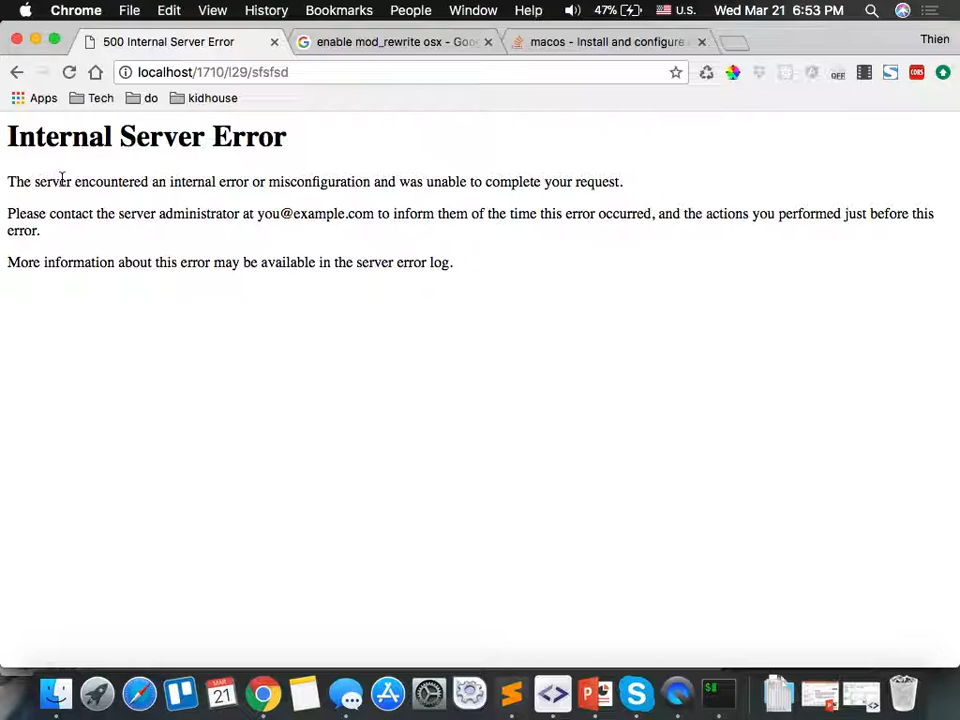 Chrome File Edit View History Bookmarks People Window Help 47% U.S. Wed Mar 21 6:53 PM
500 Internal Server Error enable mod_rewrite osx - Goo macos - Install and configure Thien
localhost/1710/l29/sfsfsd OFF CORS
Apps Tech do kidhouse
Internal Server Error
The server encountered an internal error or misconfiguration and was unable to complete your request.
Please contact the server administrator at you@example.com to inform them of the time this error occurred, and the actions you performed just before this
error.
More information about this error may be available in the server error log.
MAR
21